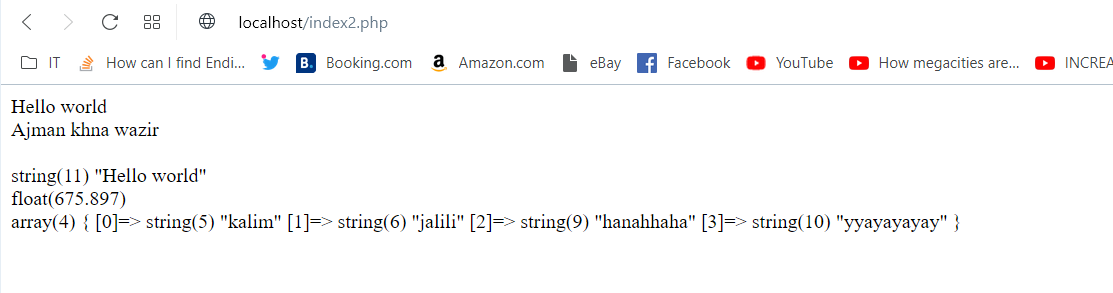 localhost/index2.php
IT How can I find Endi... Booking.com Amazon.com eBay Facebook YouTube How megacities are... INCREA
Hello world
Ajman khna wazir
string(11) "Hello world"
float(675.897)
array(4) { [0]=> string(5) "kalim" [1]=> string(6) "jalili" [2]=> string(9) "hanahhaha" [3]=> string(10) "yyayayayay" }